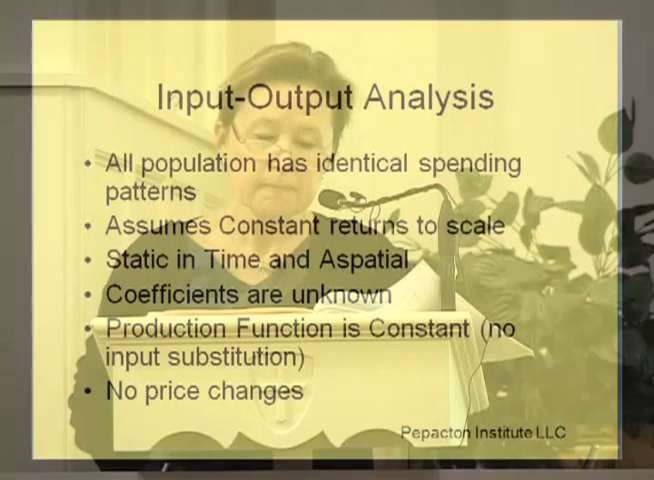 Input-Output Analysis
• All population has identical spending
patterns
• Assumes Constant returns to scale
• Static in Time and Aspatial
• Coefficients are unknown
• Production Function is Constant (no
input substitution)
• No price changes
Pepacton Institute LLC